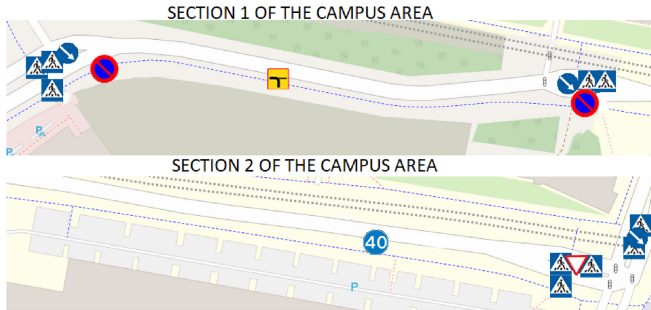 SECTION 1 OF THE CAMPUS AREA
P
P
SECTION 2 OF THE CAMPUS AREA
40
P